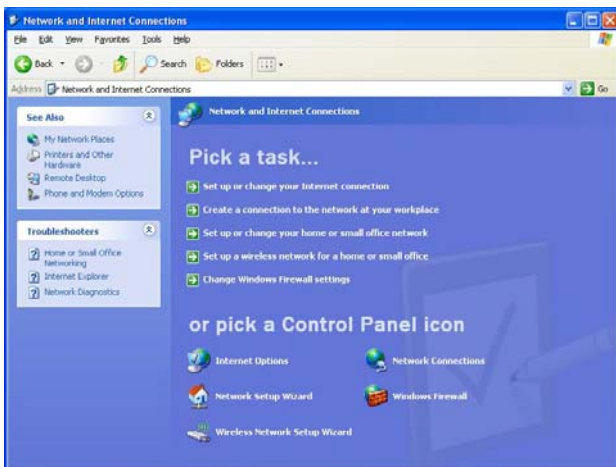 Network and Internet Connections
File Edit View Favorites Tools Help
Back Search Folders
Address Network and Internet Connections Go
See Also
My Network Places
Printers and Other
Hardware
Remote Desktop
Phone and Modem Options
Troubleshooters
Home or Small Office
Networking
Internet Explorer
Network Diagnostics
Network and Internet Connections
Pick a task...
Set up or change your Internet connection
Create a connection to the network at your workplace
Set up or change your home or small office network
Set up a wireless network for a home or small office
Change Windows Firewall settings
or pick a Control Panel icon
Internet Options Network Connections
Network Setup Wizard Windows Firewall
Wireless Network Setup Wizard